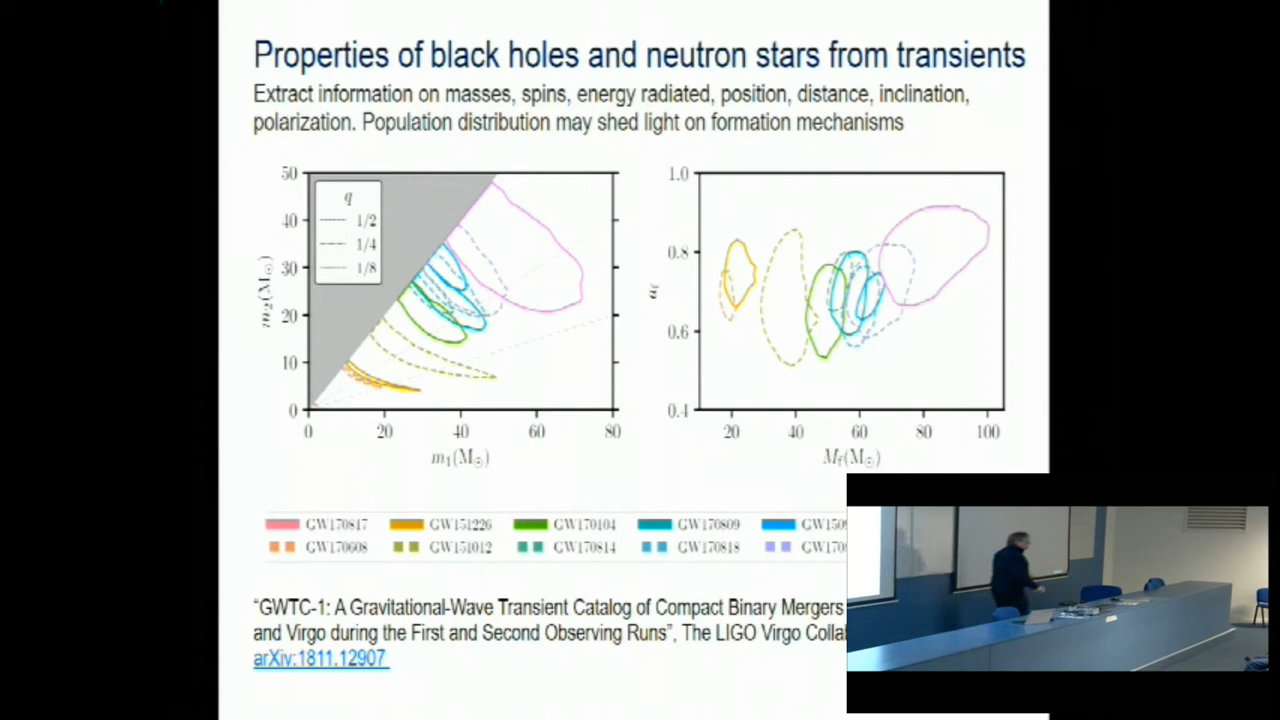 Properties of black holes and neutron stars from transients
Extract information on masses, spins, energy radiated, position, distance, inclination,
polarization. Population distribution may shed light on formation mechanisms
50
40
30
20
10
0
q
1/2
1/4
1/8
m₂(M☉)
0 20 40 60 80
m₁(M☉)
1.0
0.8
0.6
0.4
a_f
20 40 60 80 100
M_f(M☉)
GW170817 GW151226 GW170104 GW170809
GW170608 GW151012 GW170814 GW170818
"GWTC-1: A Gravitational-Wave Transient Catalog of Compact Binary Mergers
and Virgo during the First and Second Observing Runs", The LIGO Virgo
arXiv:1811.12907